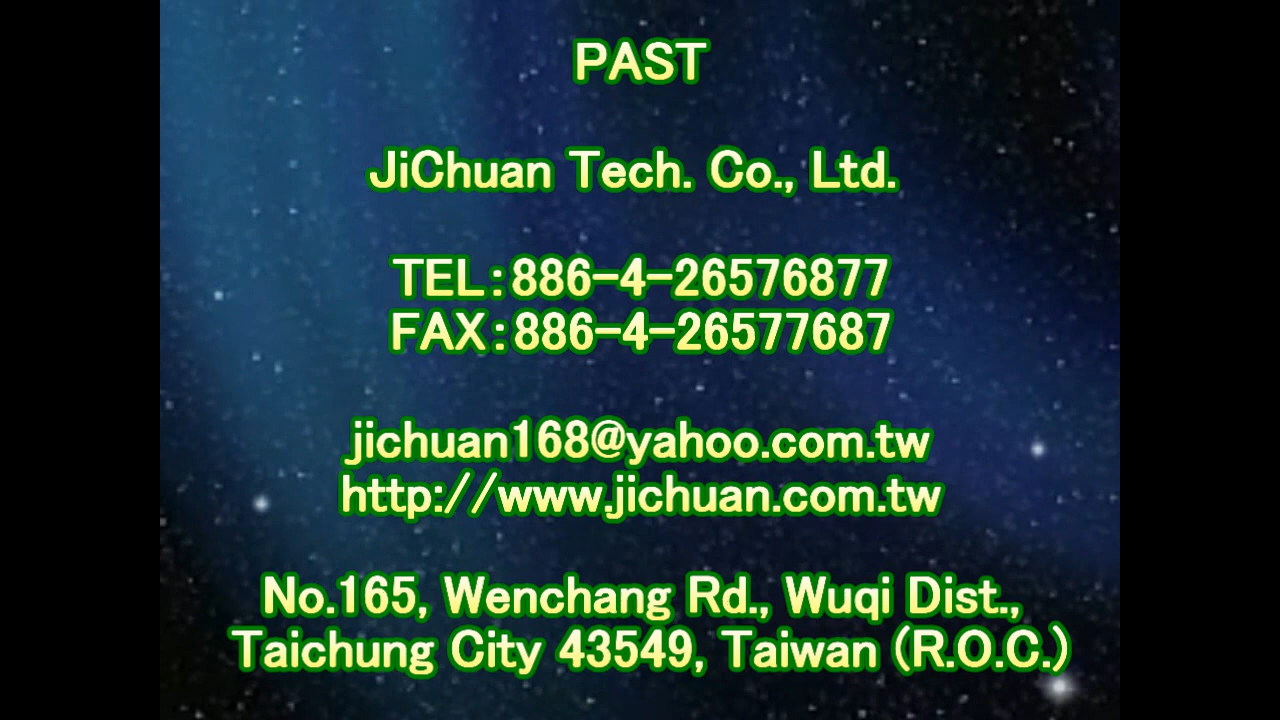 PAST
JiChuan Tech. Co., Ltd.
TEL:886-4-26576877
FAX:886-4-26577687
jichuan168@yahoo.com.tw
http://www.jichuan.com.tw
No.165, Wenchang Rd., Wuqi Dist.,
Taichung City 43549, Taiwan (R.O.C.)